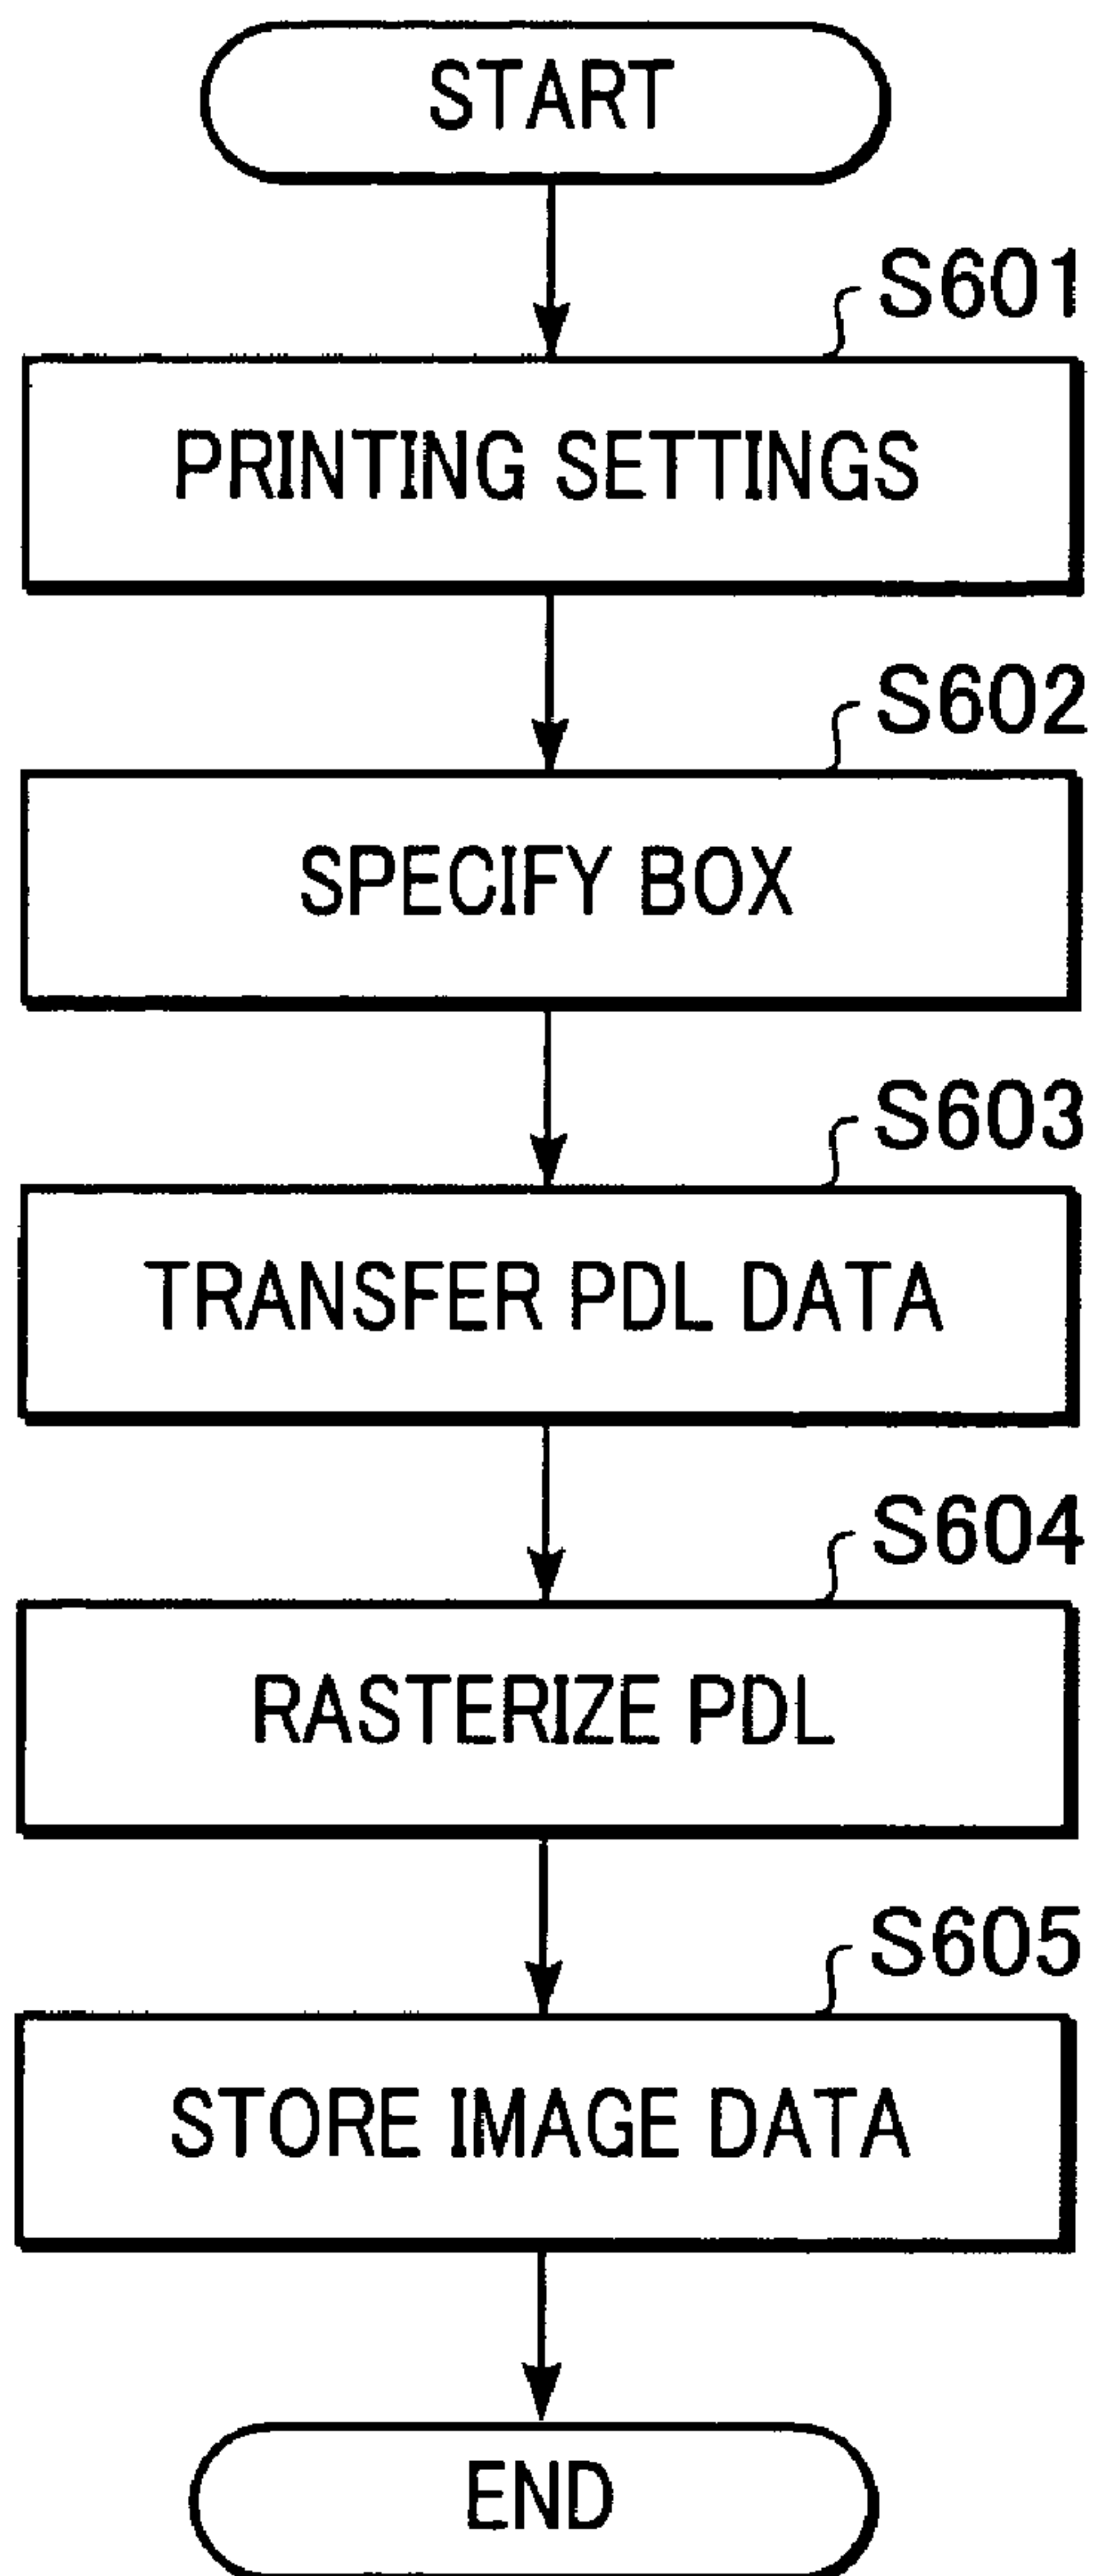 START
S601
PRINTING SETTINGS
S602
SPECIFY BOX
S603
TRANSFER PDL DATA
S604
RASTERIZE PDL
S605
STORE IMAGE DATA
END